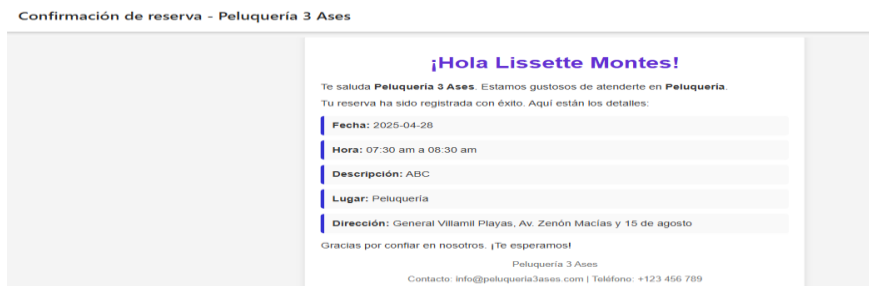 Confirmación de reserva - Peluquería 3 Ases
¡Hola Lissette Montes!
Te saluda Peluquería 3 Ases. Estamos gustosos de atenderte en Peluquería.
Tu reserva ha sido registrada con éxito. Aquí están los detalles:
Fecha: 2025-04-28
Hora: 07:30 am a 08:30 am
Descripción: ABC
Lugar: Peluquería
Dirección: General Villamil Playas, Av. Zenón Macías y 15 de agosto
Gracias por confiar en nosotros. ¡Te esperamos!
Peluquería 3 Ases
Contacto: info@peluqueria3ases.com | Teléfono: +123 456 789